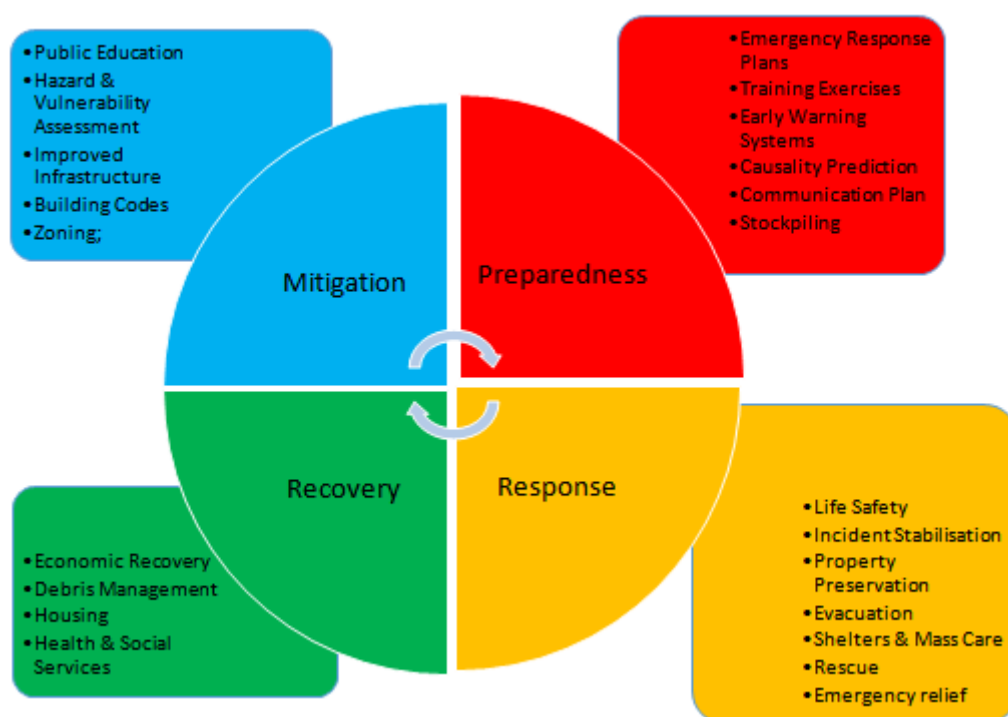 •Public Education
•Hazard &
Vulnerability
Assessment
•Improved
Infrastructure
•Building Codes
•Zoning;
•Emergency Response
Plans
•Training Exercises
•Early Warning
Systems
•Causality Prediction
•Communication Plan
•Stockpiling
Mitigation
Preparedness
Recovery
Response
•Economic Recovery
•Debris Management
•Housing
•Health & Social
Services
•Life Safety
•Incident Stabilisation
•Property
Preservation
•Evacuation
•Shelters & Mass Care
•Rescue
•Emergency relief